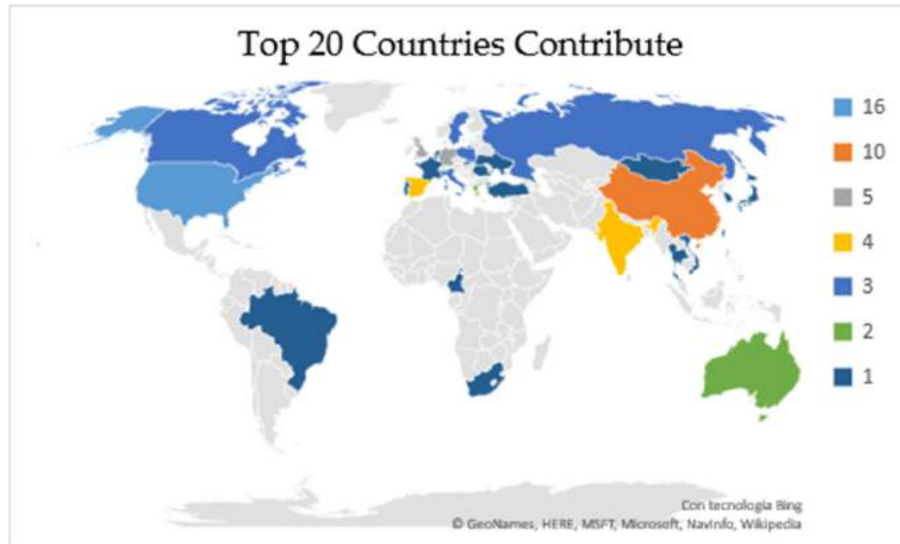 Top 20 Countries Contribute
16
10
5
4
3
2
1
Con tecnologia Bing
© GeoNames, HERE, MSFT, Microsoft, NavInfo, Wikipedia